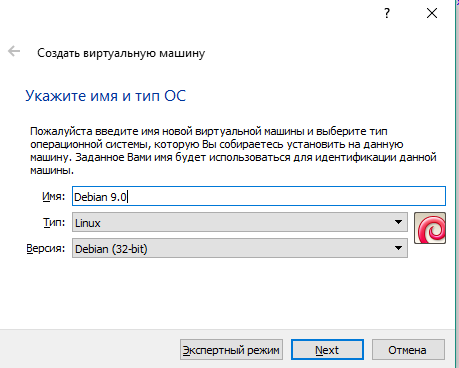 ?
Создать виртуальную машину
Укажите имя и тип ОС
Пожалуйста введите имя новой виртуальной машины и выберите тип
операционной системы, которую Вы собираетесь установить на данную
машину. Заданное Вами имя будет использоваться для идентификации данной
машины.
Имя: Debian 9.0
Тип: Linux
Версия: Debian (32-bit)
Экспертный режим Next Отмена